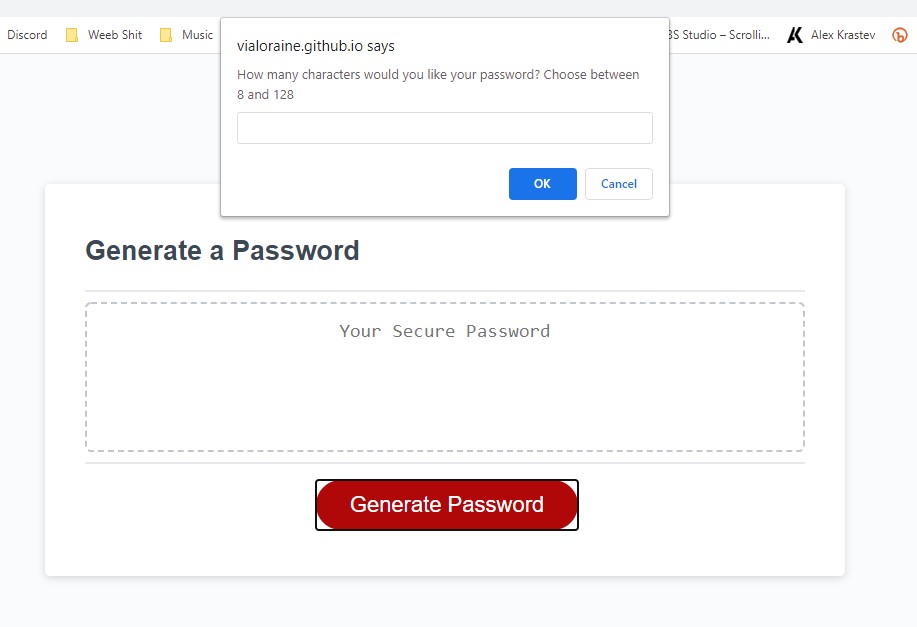 Discord Weeb Shit Music
S Studio – Scrolli... Alex Krastev
vialoraine.github.io says
How many characters would you like your password? Choose between
8 and 128
OK Cancel
Generate a Password
Your Secure Password
Generate Password